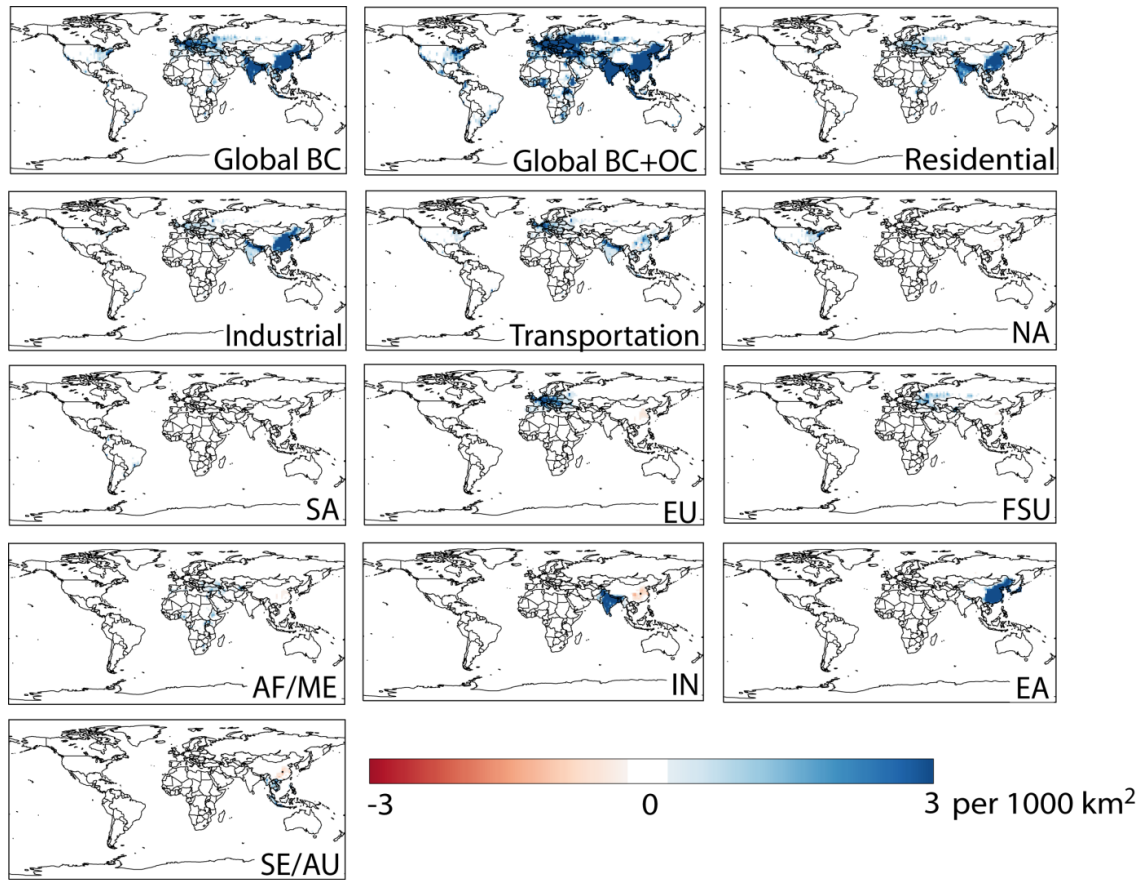 Global BC
Global BC+OC
Residential
Industrial
Transportation
NA
SA
EU
FSU
AF/ME
IN
EA
SE/AU
-3 0 3 per 1000 km²